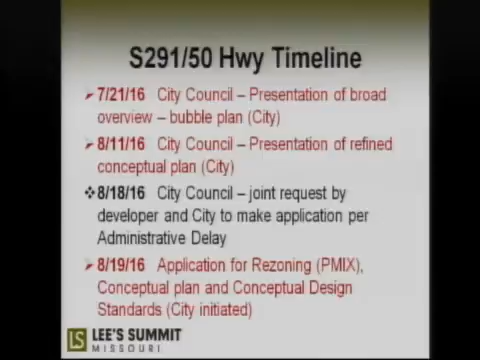 S291/50 Hwy Timeline
7/21/16 City Council – Presentation of broad
overview – bubble plan (City)
8/11/16 City Council – Presentation of refined
conceptual plan (City)
8/18/16 City Council – joint request by
developer and City to make application per
Administrative Delay
8/19/16 Application for Rezoning (PMIX),
Conceptual plan and Conceptual Design
Standards (City initiated)
LS LEE'S SUMMIT
MISSOURI